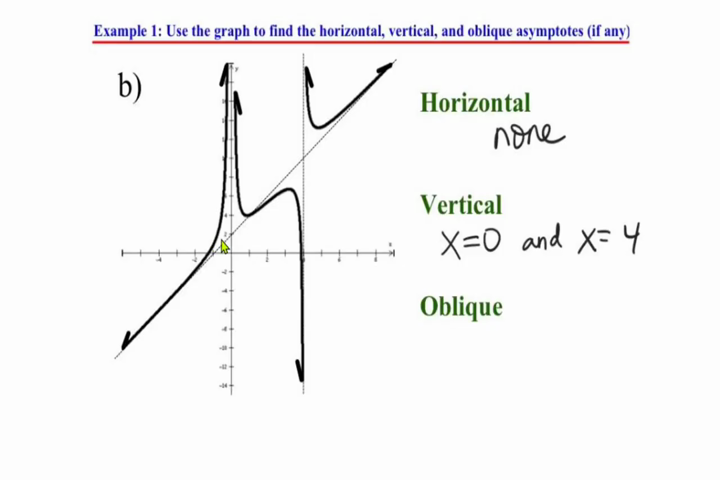 Example 1: Use the graph to find the horizontal, vertical, and oblique asymptotes (if any)
b)
Horizontal
none
Vertical
x=0 and x=4
Oblique